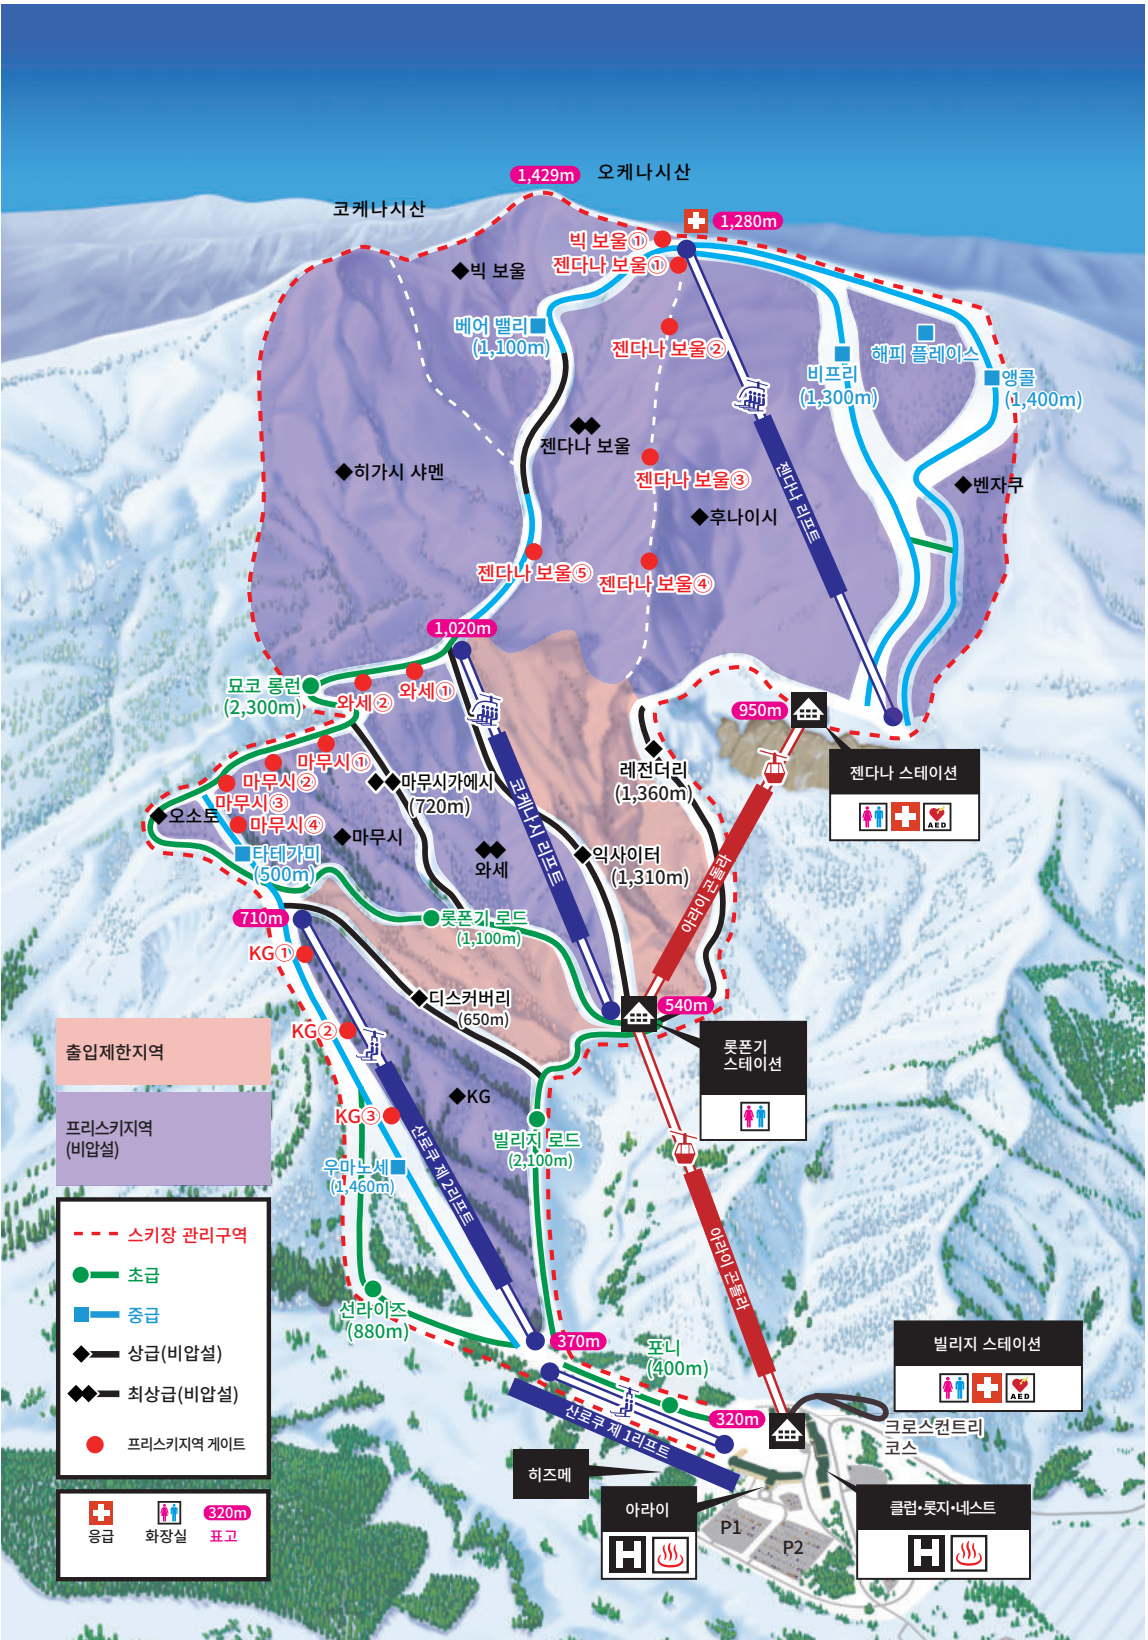 1,429m
오케나시산
코케나시산
1,280m
빅 보울①
젠다나 보울①
빅 보울
베어 밸리
(1,100m)
젠다나 보울②
해피 플레이스
비프리
(1,300m)
앵콜
(1,400m)
젠다나 보울
히가시 샤멘
젠다나 보울③
벤자쿠
후나이시
젠다나 리프트
젠다나 보울⑤
젠다나 보울④
1,020m
묘코 롱런
(2,300m)
와세②
와세①
950m
마무시①
마무시②
마무시③
마무시④
마무시가에시
(720m)
레전더리
(1,360m)
젠다나 스테이션
AED
오소토
마무시
타테가미
(500m)
와세
코케나시 리프트
익사이터
(1,310m)
아라이 곤돌라
710m
롯폰기 로드
(1,100m)
KG①
디스커버리
(650m)
540m
KG②
롯폰기
스테이션
출입제한지역
KG
KG③
프리스키지역
(비압설)
빌리지 로드
(2,100m)
우마노세
(1,460m)
산로쿠 제 2리프트
스키장 관리구역
초급
중급
상급(비압설)
최상급(비압설)
프리스키지역 게이트
아라이 곤돌라
선라이즈
(880m)
370m
포니
(400m)
빌리지 스테이션
AED
320m
산로쿠 제 1리프트
크로스컨트리
코스
히즈메
아라이
H
클럽•롯지•네스트
H
P1
P2
320m
응급
화장실
표고